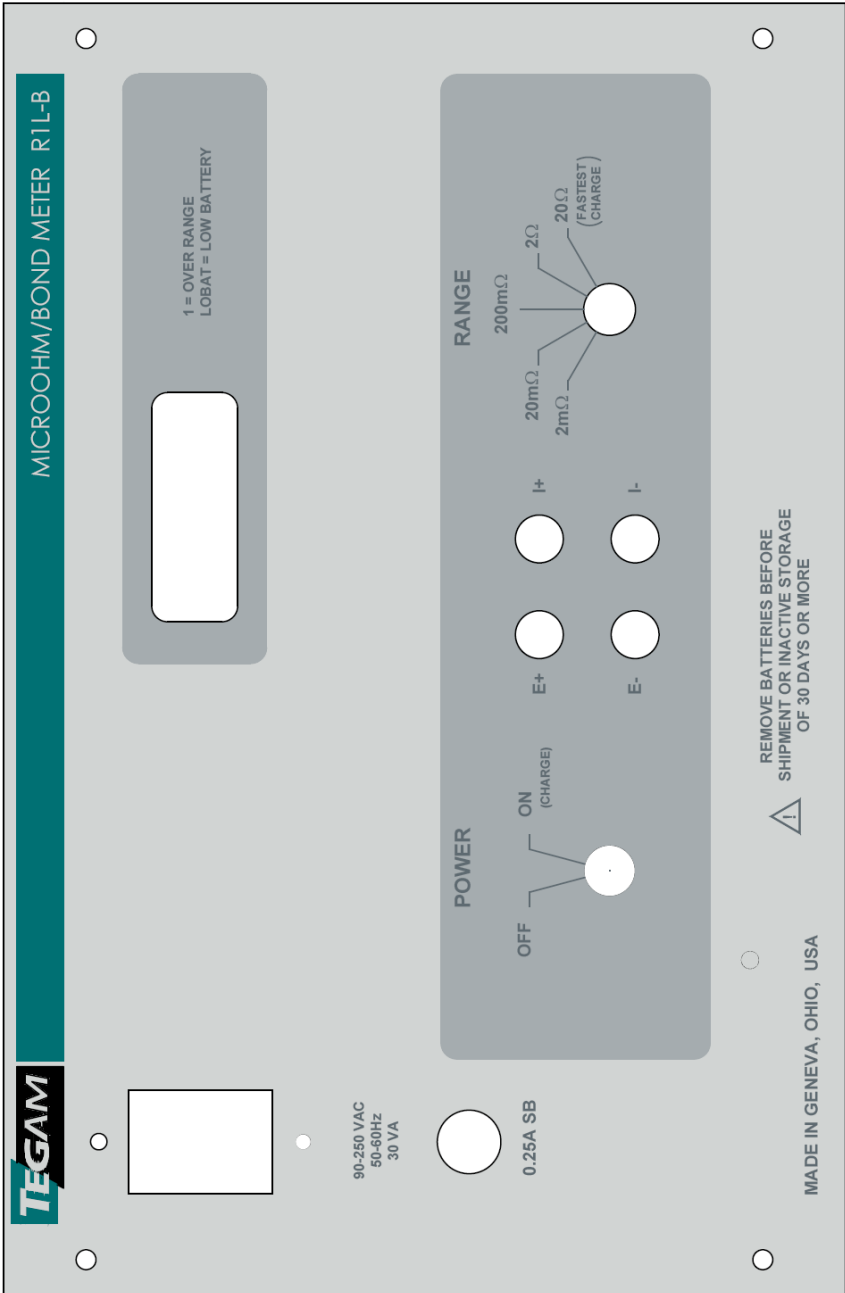 TEGAM
MICROOHM/BOND METER R1L-B
1 = OVER RANGE
LOBAT = LOW BATTERY
90-250 VAC
50-60Hz
30 VA
0.25A SB
POWER
OFF
ON
(CHARGE)
E+
I+
E-
I-
RANGE
2mΩ
20mΩ
200mΩ
2Ω
20Ω
(FASTEST
CHARGE)
MADE IN GENEVA, OHIO, USA
REMOVE BATTERIES BEFORE
SHIPMENT OR INACTIVE STORAGE
OF 30 DAYS OR MORE